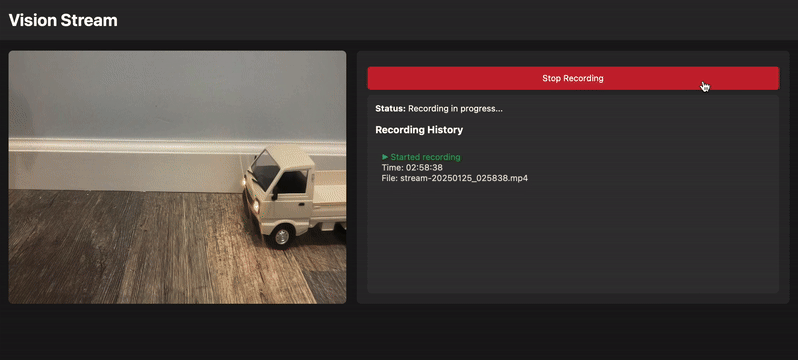 Vision Stream
Stop Recording
Status: Recording in progress...
Recording History
▶ Started recording
Time: 02:58:38
File: stream-20250125_025838.mp4